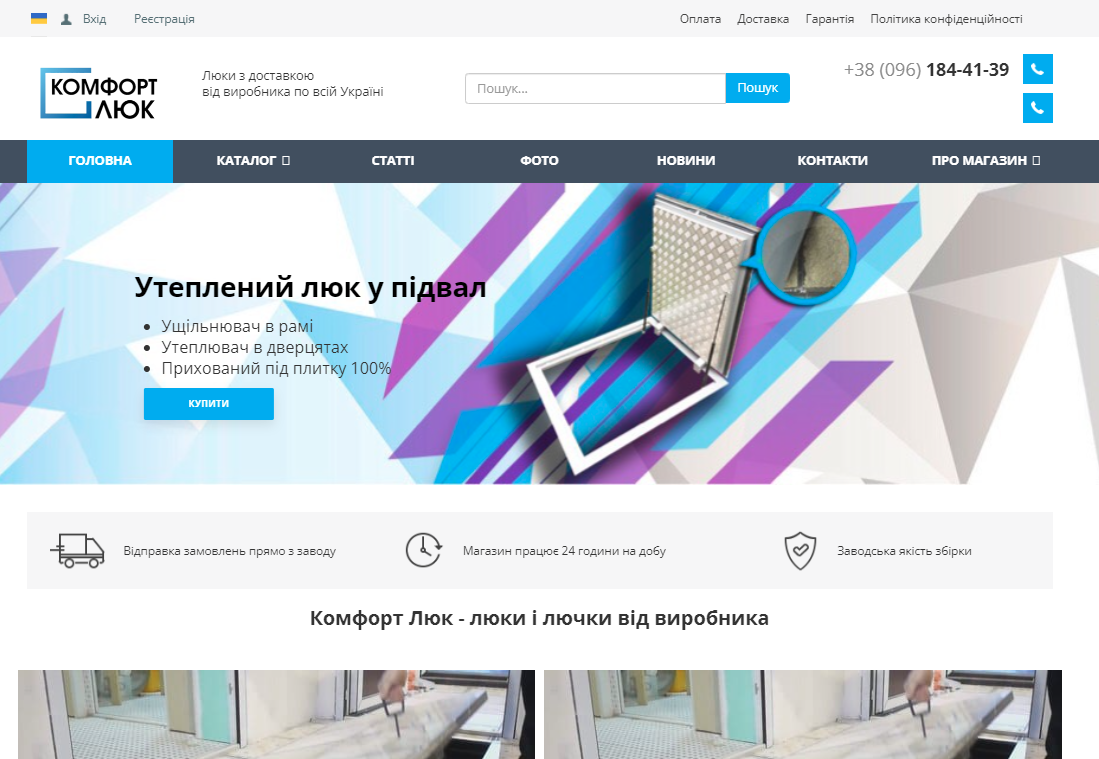 Вхід
Реєстрація
Оплата
Доставка
Гарантія
Політика конфіденційності
КОМФОРТ
ЛЮК
Люки з доставкою
від виробника по всій Україні
Пошук...
Пошук
+38 (096) 184-41-39
ГОЛОВНА
КАТАЛОГ
СТАТТІ
ФОТО
НОВИНИ
КОНТАКТИ
ПРО МАГАЗИН
Утеплений люк у підвал
Ущільнювач в рамі
Утеплювач в дверцятах
Прихований під плитку 100%
КУПИТИ
Відправка замовлень прямо з заводу
Магазин працює 24 години на добу
Заводська якість збірки
Комфорт Люк - люки і лючки від виробника